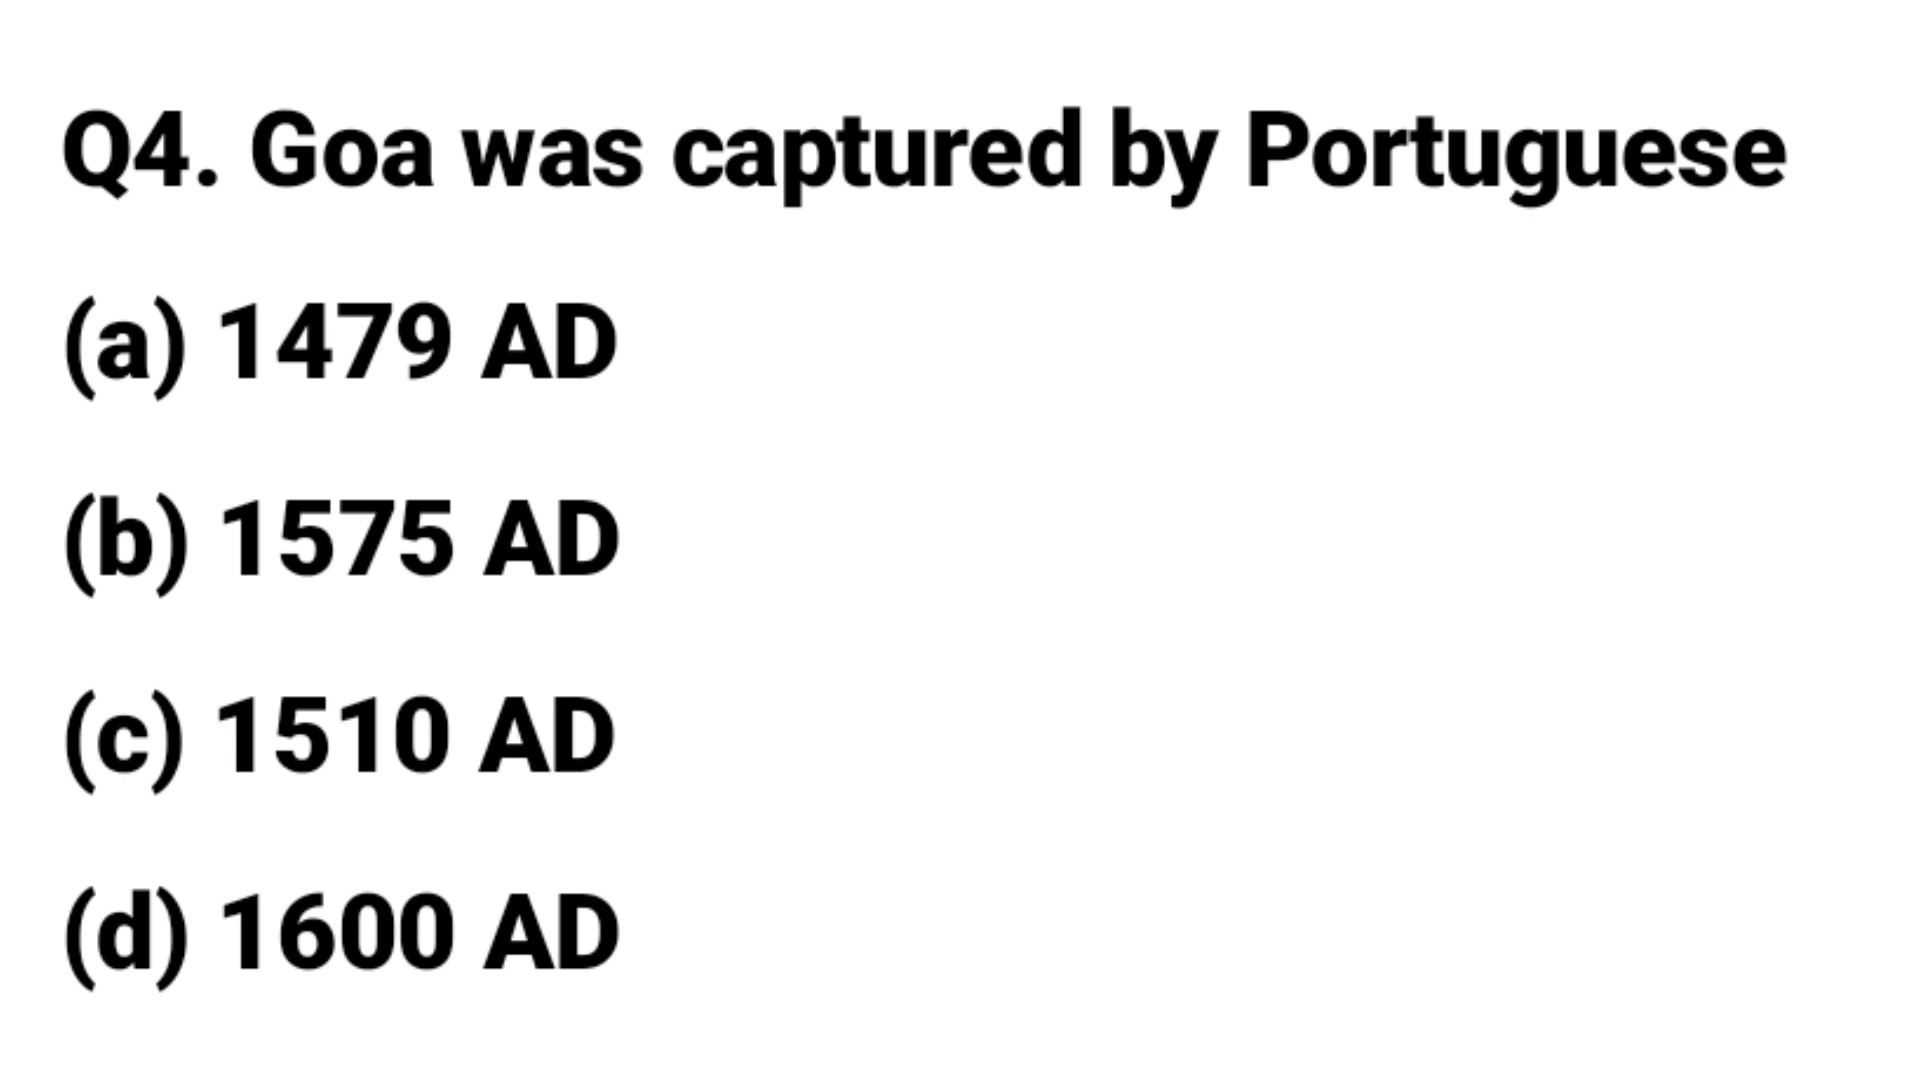 Q4. Goa was captured by Portuguese
(a) 1479 AD
(b) 1575 AD
(c) 1510 AD
(d) 1600 AD